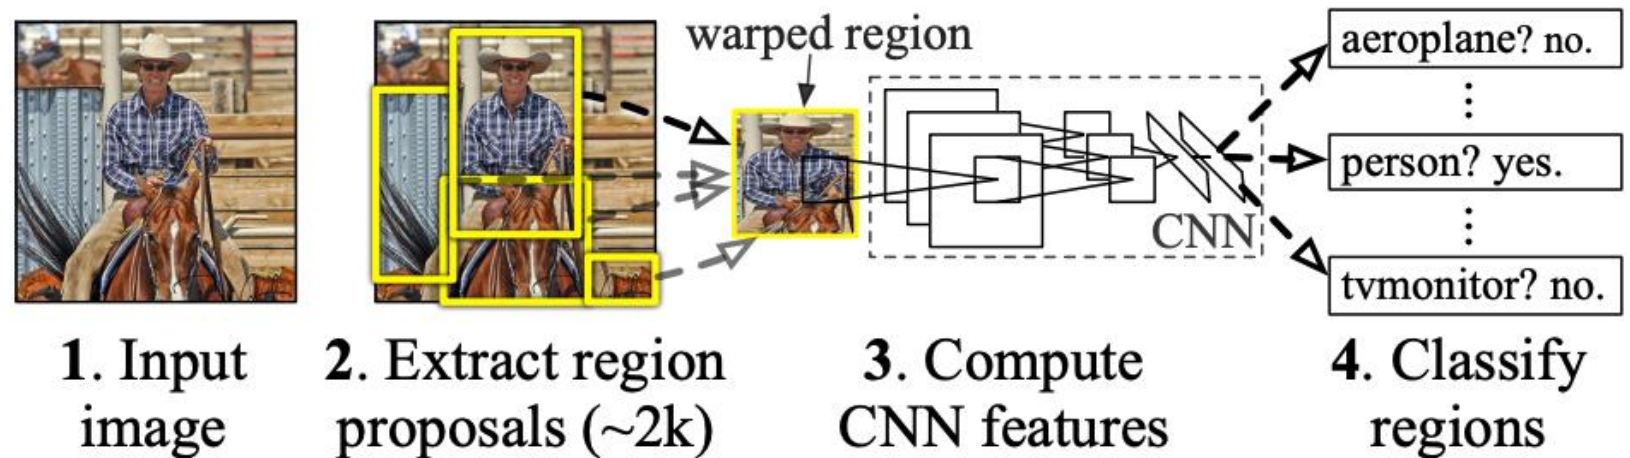 warped region
aeroplane? no.
person? yes.
CNN
tvmonitor? no.
1. Input
image
2. Extract region
proposals (~2k)
3. Compute
CNN features
4. Classify
regions